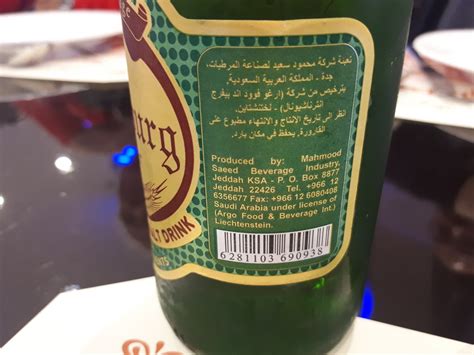 urg
LT DRINK
تعبئة شركة محمود سعيد لصناعة المرطبات،
جدة - المملكة العربية السعودية.
بترخيص من شركة (ارغو فوود اند بيفرج
انترناشيونال) - لختنشتاين.
انظر الى تاريخ الانتاج والانتهاء مطبوع على
القارورة. يحفظ في مكان بارد.
Produced by: Mahmood
Saeed Beverage Industry,
Jeddah KSA - P. O. Box 8877
Jeddah 22426 Tel: +966 12
6356677 Fax: +966 12 6080408
Saudi Arabia under license of
(Argo Food & Beverage Int.)
Liechtenstein.
6281103 690938